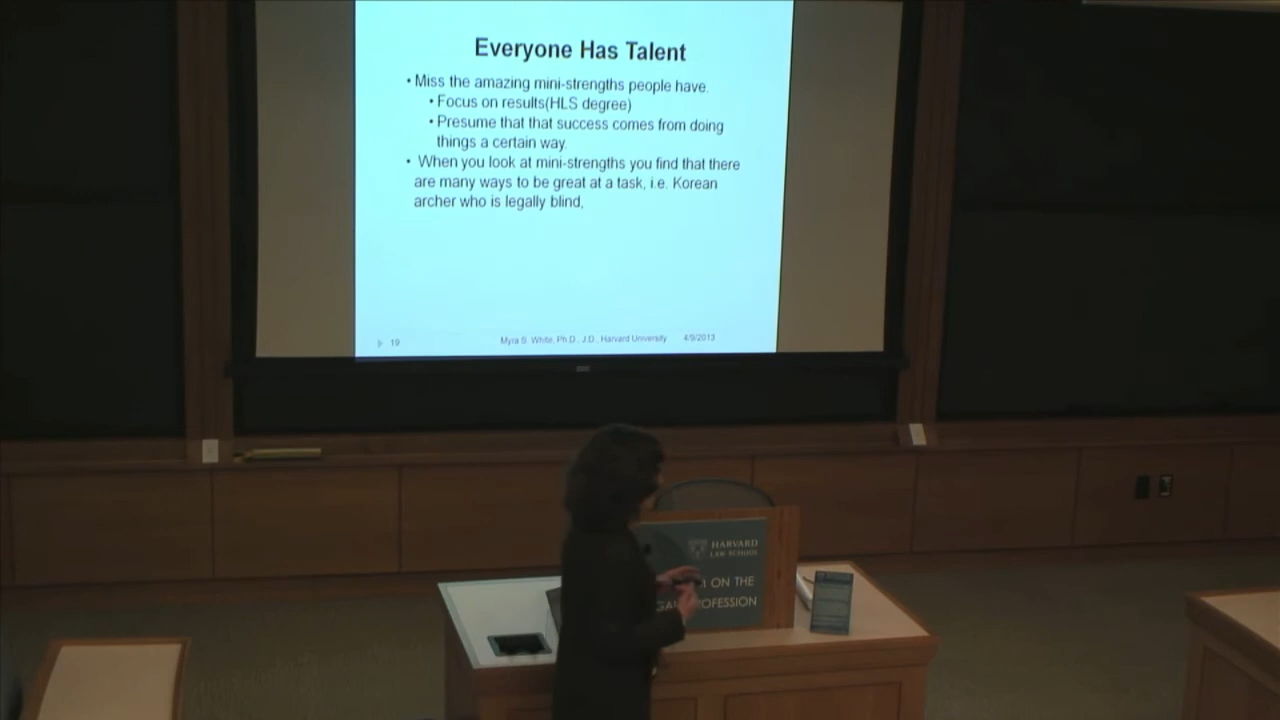 Everyone Has Talent
• Miss the amazing mini-strengths people have.
• Focus on results(HLS degree)
• Presume that that success comes from doing
things a certain way.
• When you look at mini-strengths you find that there
are many ways to be great at a task, i.e. Korean
archer who is legally blind,
19
Myra S. White, Ph.D., J.D., Harvard University 4/9/2013
HARVARD
LAW SCHOOL
ON THE
OFESSION